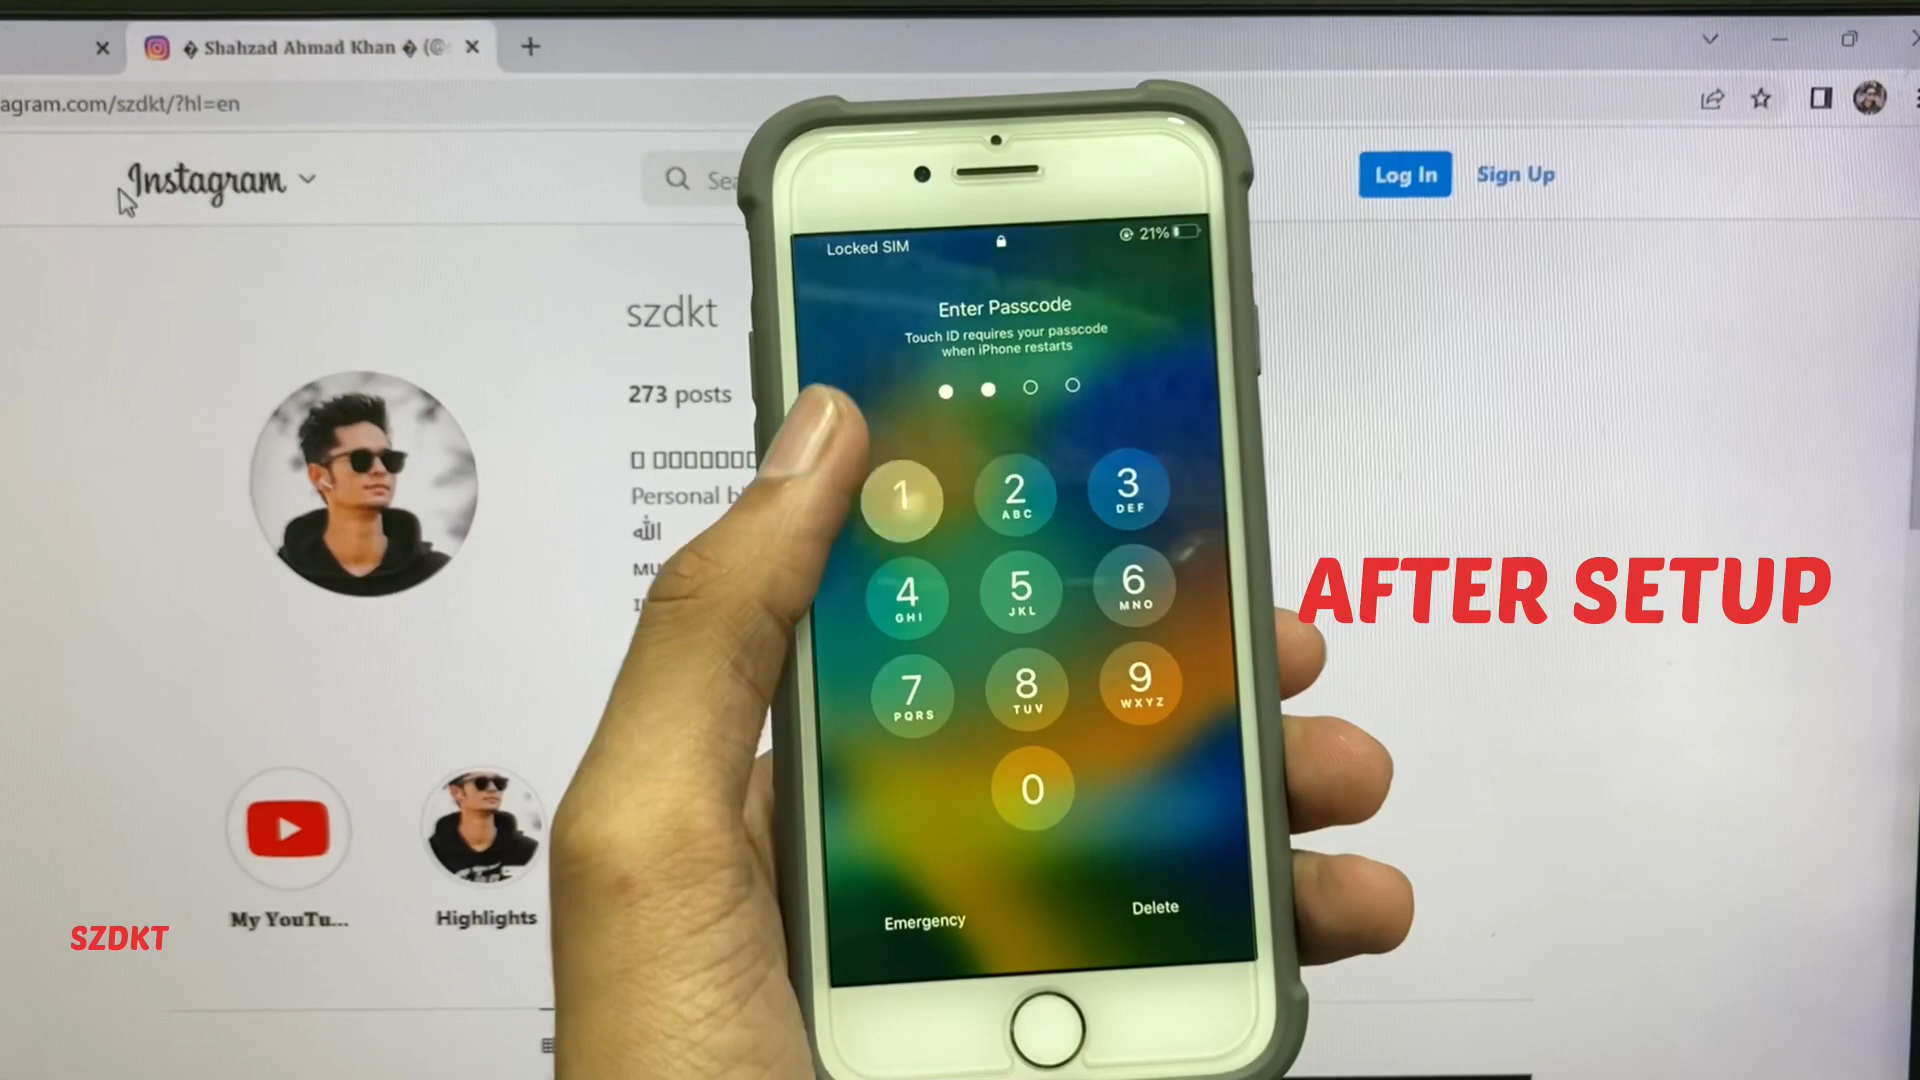 Shahzad Ahmad Khan (@
agram.com/szdkt/?hl=en
Instagram
Log In
Sign Up
szdkt
273 posts
Personal b
الله
Locked SIM
21%
Enter Passcode
Touch ID requires your passcode
when iPhone restarts
1
2 ABC
3 DEF
4 GHI
5 JKL
6 MNO
7 PQRS
8 TUV
9 WXYZ
0
Emergency
Delete
AFTER SETUP
My YouTu...
Highlights
SZDKT